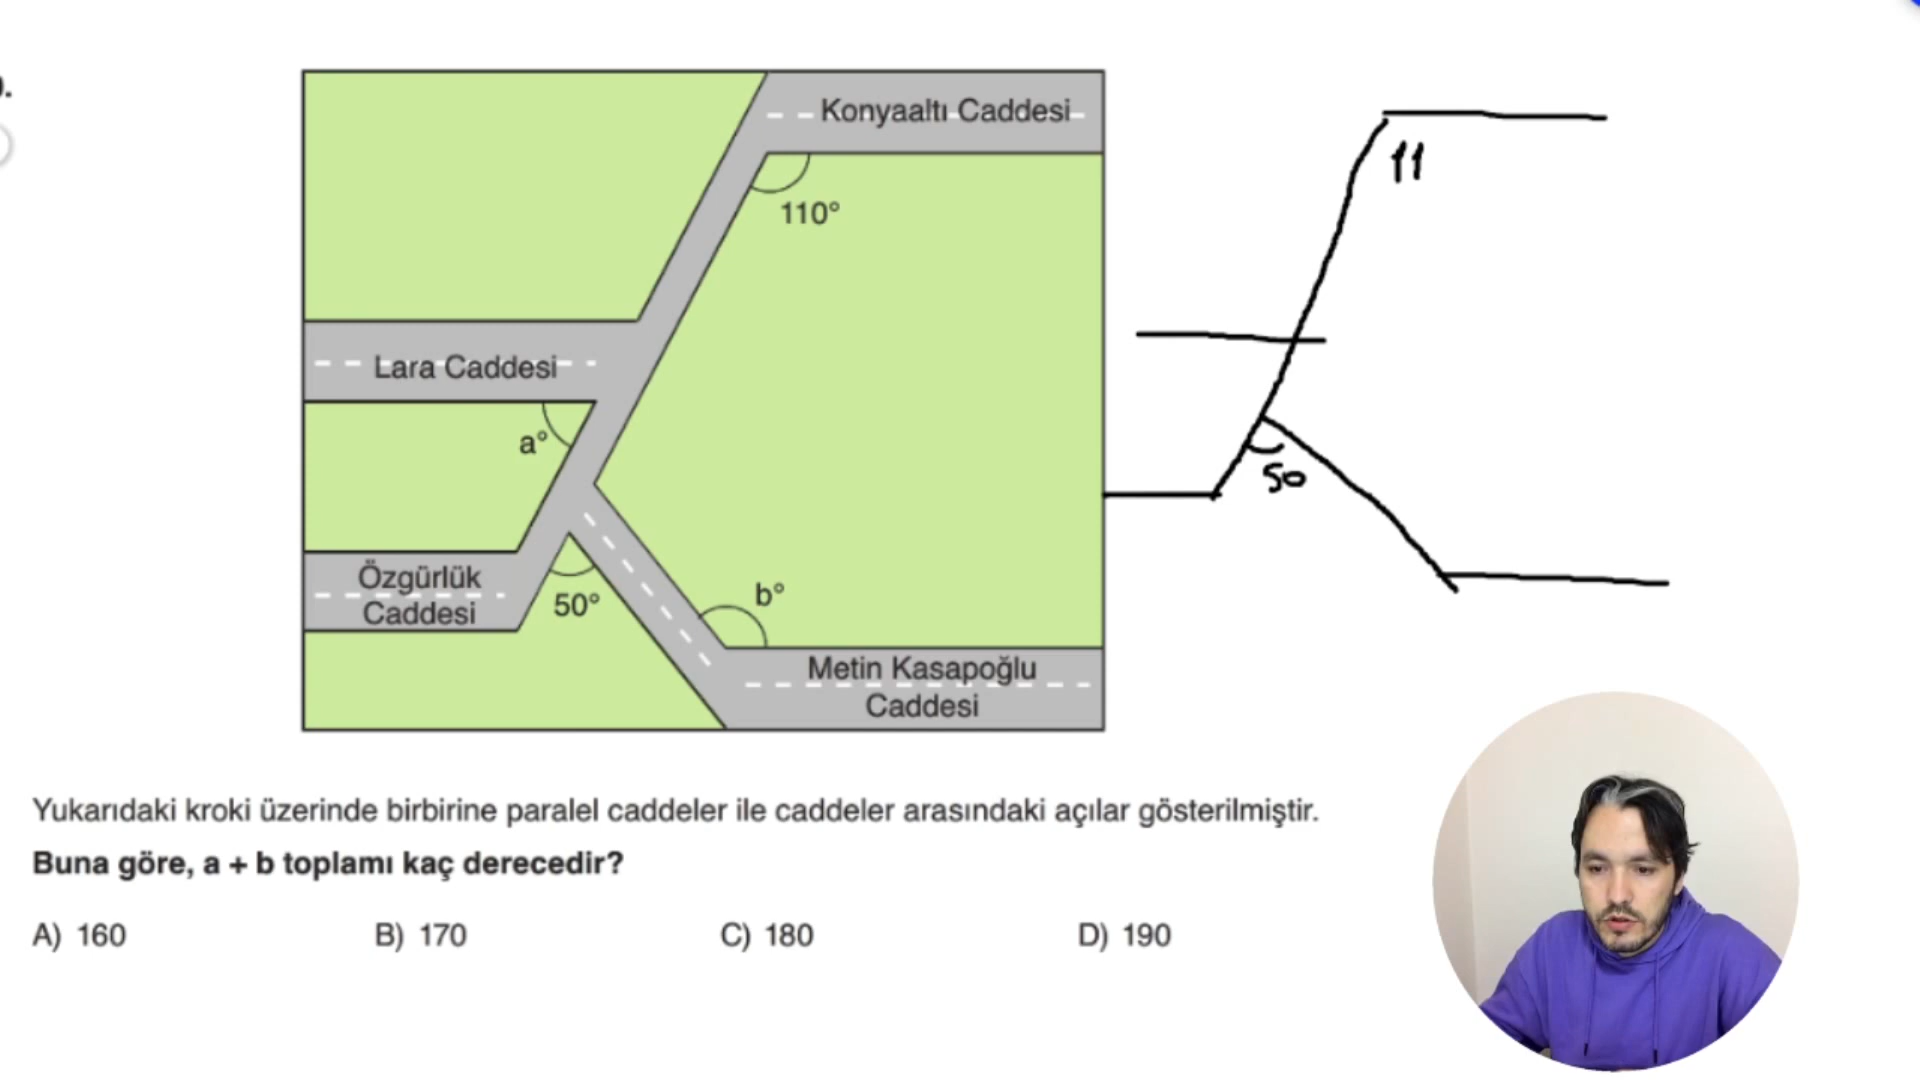 Konyaaltı Caddesi
110°
11
Lara Caddesi
a°
50
Özgürlük
Caddesi
50°
b°
Metin Kasapoğlu
Caddesi
Yukarıdaki kroki üzerinde birbirine paralel caddeler ile caddeler arasındaki açılar gösterilmiştir.
Buna göre, a + b toplamı kaç derecedir?
A) 160 B) 170 C) 180 D) 190